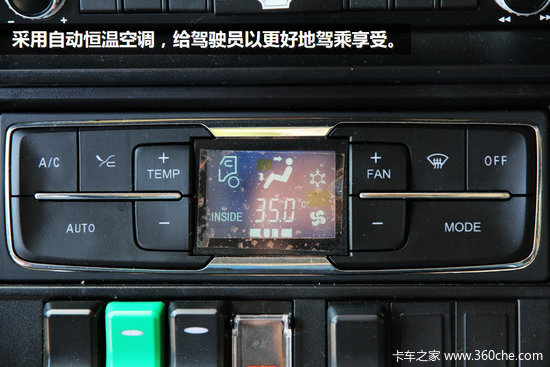 采用自动恒温空调，给驾驶员以更好地驾乘享受。
A/C
+
TEMP
−
AUTO
INSIDE
35.0
°C
+
FAN
−
OFF
MODE
卡车之家 www.360che.com